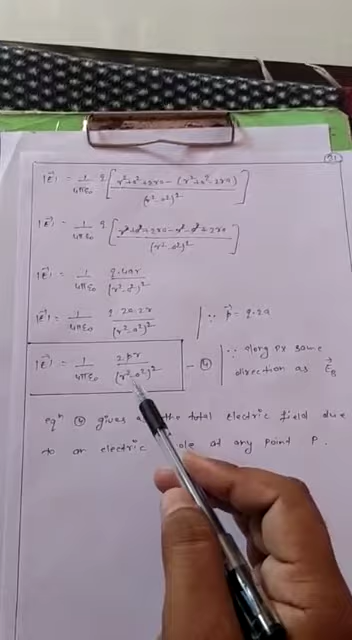 |E⃗| = 1/4πε₀ q [ r²+a²+2ra - (r²+a²-2ra) / (r²-a²)² ]
|E⃗| = 1/4πε₀ q [ r²+a²+2ra - r²-a²+2ra / (r²-a²)² ]
|E⃗| = 1/4πε₀ q·4ar / (r²-a²)²
|E⃗| = 1/4πε₀ q·2a·2r / (r²-a²)² | ∵ p⃗ = q·2a
|E⃗| = 1/4πε₀ 2·pr / (r²-a²)² - ④ | ∵ along Px same
direction as E⃗_B
eqⁿ ④ gives the total electric field due
to an electric at any point P.